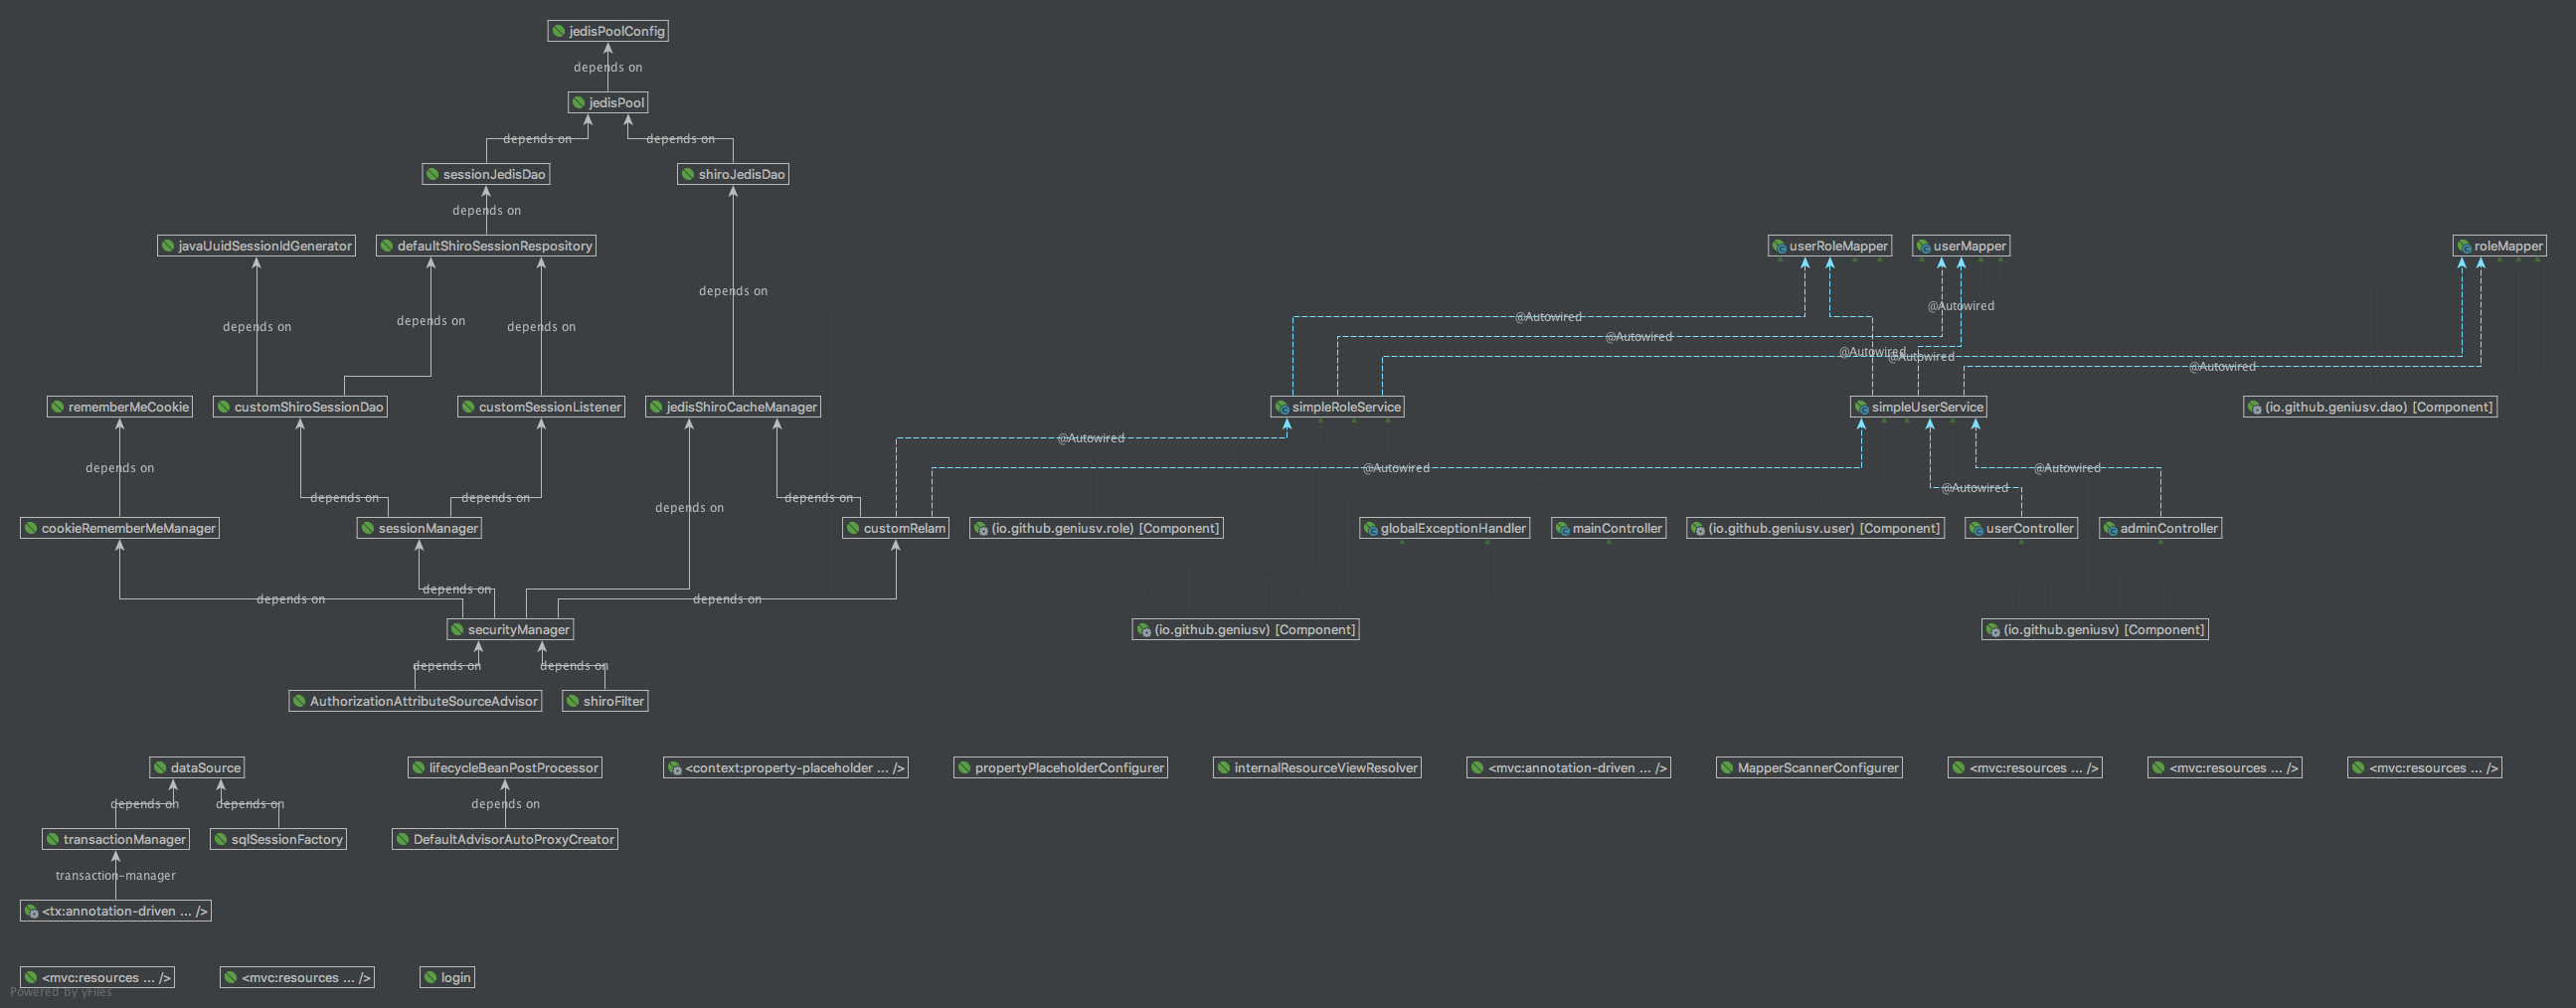 jedisPoolConfig
depends on
jedisPool
depends on
depends on
sessionJedisDao
shiroJedisDao
depends on
javaUuidSessionIdGenerator
defaultShiroSessionRespository
userRoleMapper
userMapper
roleMapper
depends on
@Autowired
@Autowired
depends on
depends on
depends on
@Autowired
@Autowired
@Autowired
@Autowired
rememberMeCookie
customShiroSessionDao
customSessionListener
jedisShiroCacheManager
simpleRoleService
simpleUserService
(io.github.geniusv.dao) [Component]
@Autowired
depends on
@Autowired
@Autowired
@Autowired
depends on
depends on
depends on
depends on
cookieRememberMeManager
sessionManager
customRelam
(io.github.geniusv.role) [Component]
globalExceptionHandler
mainController
(io.github.geniusv.user) [Component]
userController
adminController
depends on
depends on
depends on
securityManager
(io.github.geniusv) [Component]
(io.github.geniusv) [Component]
depends on
depends on
AuthorizationAttributeSourceAdvisor
shiroFilter
dataSource
lifecycleBeanPostProcessor
<context:property-placeholder ... />
propertyPlaceholderConfigurer
internalResourceViewResolver
<mvc:annotation-driven ... />
MapperScannerConfigurer
<mvc:resources ... />
<mvc:resources ... />
<mvc:resources ... />
depends on
depends on
depends on
transactionManager
sqlSessionFactory
DefaultAdvisorAutoProxyCreator
transaction-manager
<tx:annotation-driven ... />
<mvc:resources ... />
<mvc:resources ... />
login
Powered by yFiles